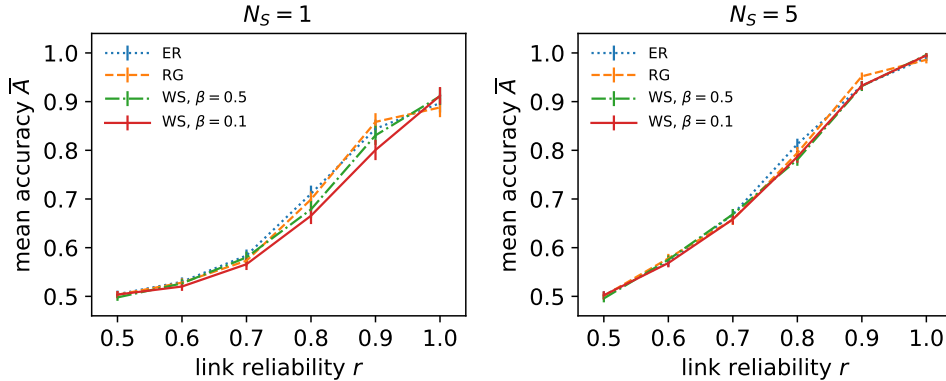 N_S = 1
mean accuracy A̅
1.0
0.9
0.8
0.7
0.6
0.5
ER
RG
WS, β = 0.5
WS, β = 0.1
0.5 0.6 0.7 0.8 0.9 1.0
link reliability r
N_S = 5
mean accuracy A̅
1.0
0.9
0.8
0.7
0.6
0.5
ER
RG
WS, β = 0.5
WS, β = 0.1
0.5 0.6 0.7 0.8 0.9 1.0
link reliability r